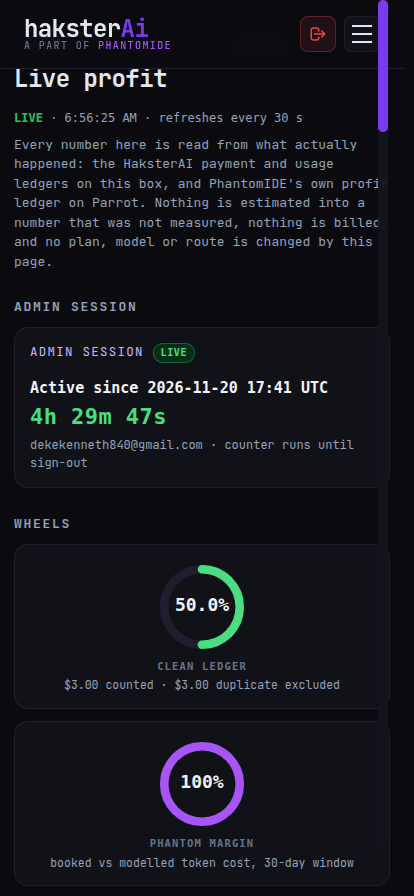 haksterAi
A PART OF PHANTOMIDE
Live profit
LIVE · 6:56:25 AM · refreshes every 30 s
Every number here is read from what actually
happened: the HaksterAI payment and usage
ledgers on this box, and PhantomIDE's own profit
ledger on Parrot. Nothing is estimated into a
number that was not measured, nothing is billed
and no plan, model or route is changed by this
page.
ADMIN SESSION
ADMIN SESSION LIVE
Active since 2026-11-20 17:41 UTC
4h 29m 47s
dekekenneth840@gmail.com · counter runs until
sign-out
WHEELS
50.0%
CLEAN LEDGER
$3.00 counted · $3.00 duplicate excluded
100%
PHANTOM MARGIN
booked vs modelled token cost, 30-day window